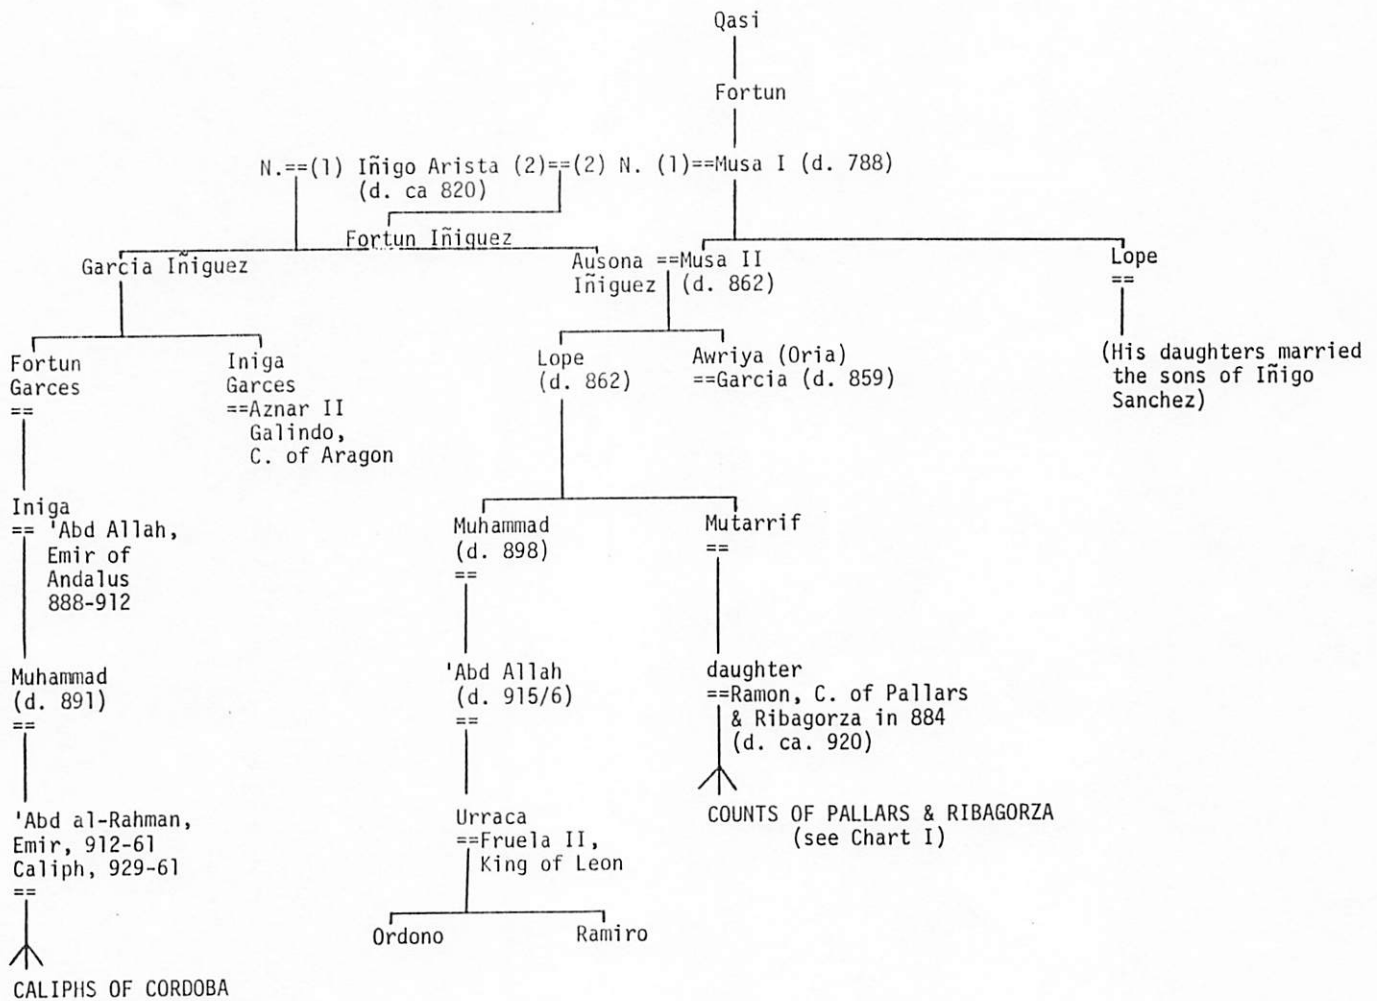 Qasi
Fortun
N.==(1) Iñigo Arista (2)==(2) N. (1)==Musa I (d. 788)
(d. ca 820)
Fortun Iñiguez
Garcia Iñiguez
Ausona ==Musa II
Iñiguez (d. 862)
Lope
==
Fortun
Garces
==
Iniga
Garces
==Aznar II
Galindo,
C. of Aragon
Lope
(d. 862)
Awriya (Oria)
==Garcia (d. 859)
(His daughters married
the sons of Iñigo
Sanchez)
Iniga
== 'Abd Allah,
Emir of
Andalus
888-912
Muhammad
(d. 898)
==
Mutarrif
==
Muhammad
(d. 891)
==
'Abd Allah
(d. 915/6)
==
daughter
==Ramon, C. of Pallars
& Ribagorza in 884
(d. ca. 920)
'Abd al-Rahman,
Emir, 912-61
Caliph, 929-61
==
Urraca
==Fruela II,
King of Leon
COUNTS OF PALLARS & RIBAGORZA
(see Chart I)
Ordono
Ramiro
CALIPHS OF CORDOBA